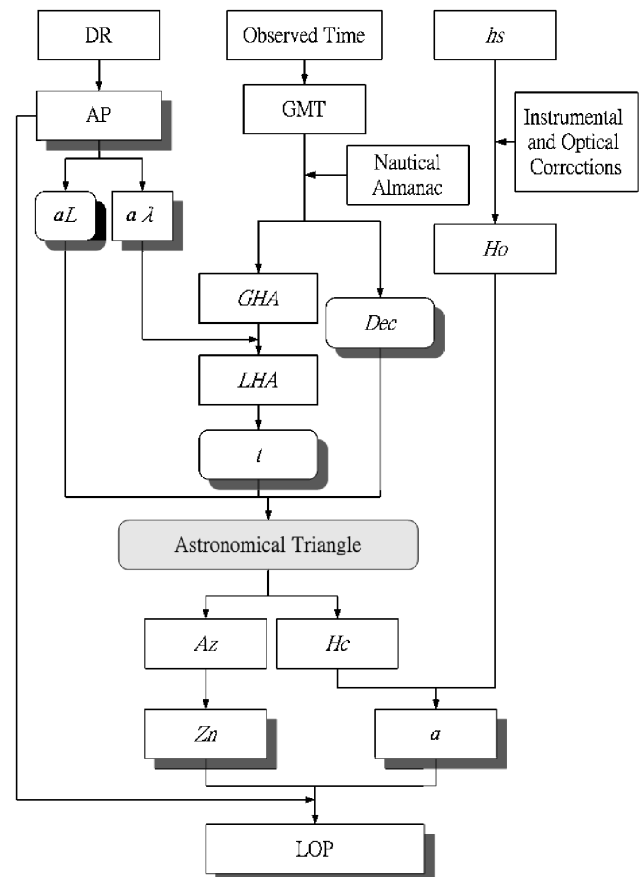 DR
Observed Time
hs
AP
GMT
Instrumental
and Optical
Corrections
Nautical
Almanac
aL
a λ
Ho
GHA
Dec
LHA
t
Astronomical Triangle
Az
Hc
Zn
a
LOP